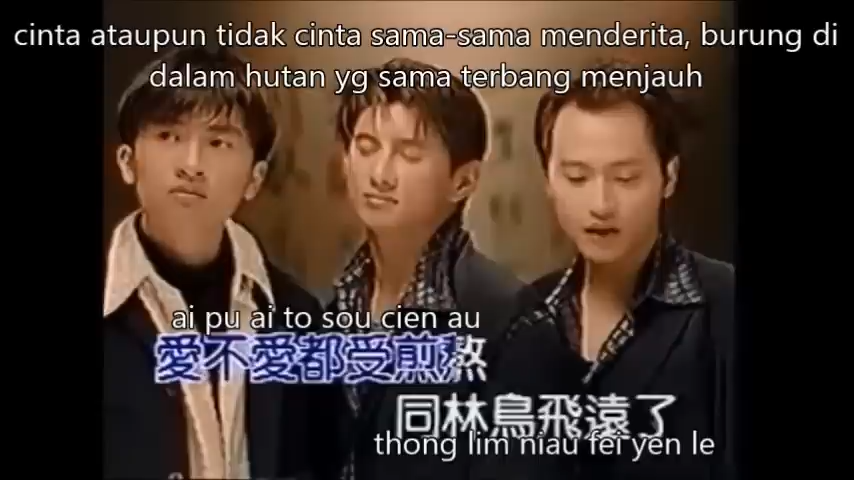 cinta ataupun tidak cinta sama-sama menderita, burung di
dalam hutan yg sama terbang menjauh
ai pu ai to sou cien au
愛不愛都受煎熬
同林鳥飛遠了
thong lim niau fei yen le